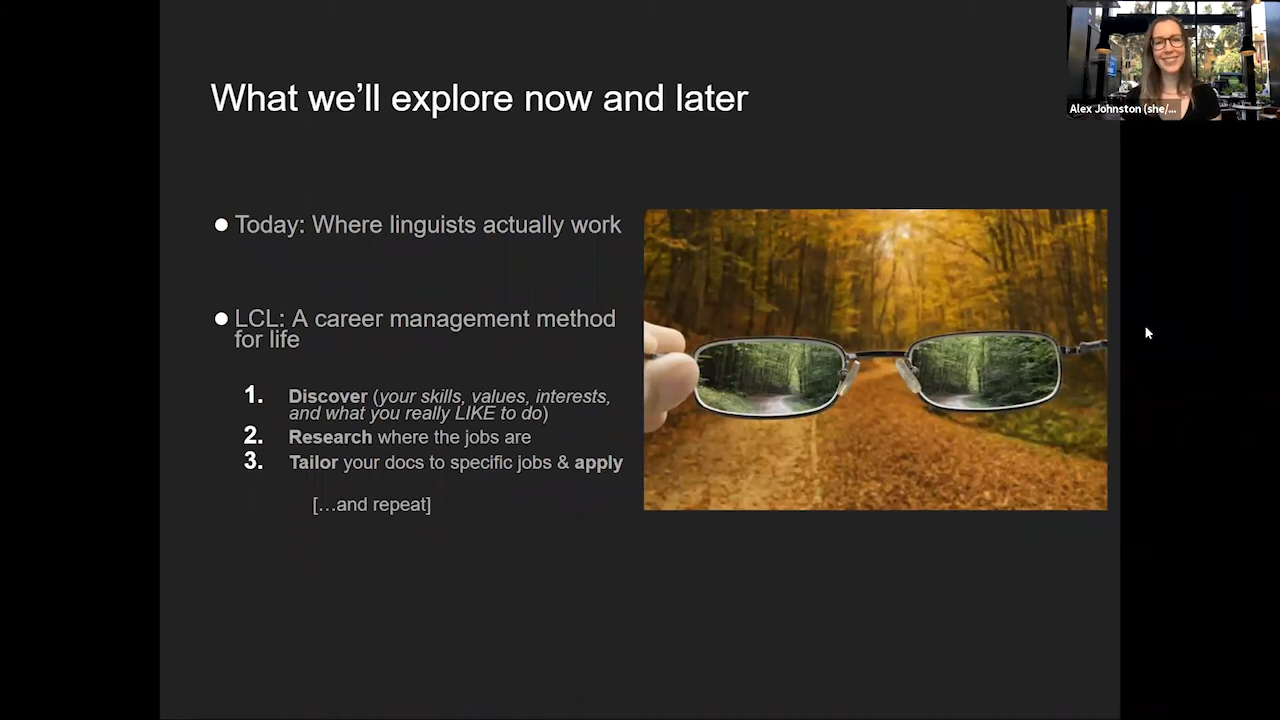 What we’ll explore now and later
Alex Johnston (she/...
● Today: Where linguists actually work
● LCL: A career management method
for life
1. Discover (your skills, values, interests,
and what you really LIKE to do)
2. Research where the jobs are
3. Tailor your docs to specific jobs & apply
[…and repeat]